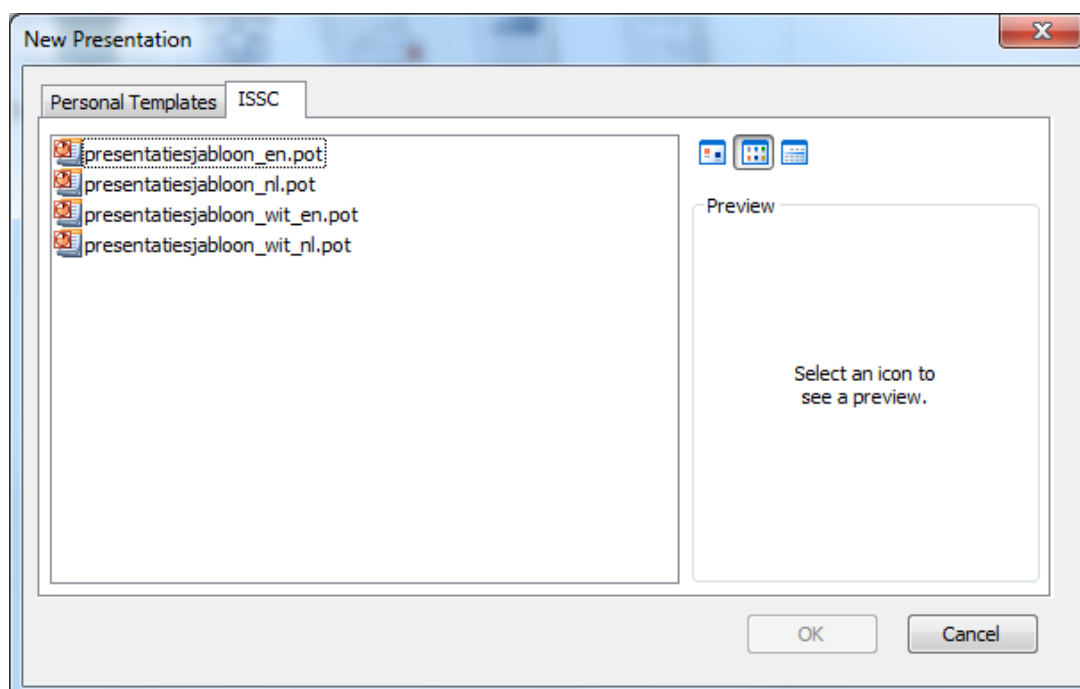 New Presentation
Personal Templates
ISSC
presentatiesjabloon_en.pot
presentatiesjabloon_nl.pot
presentatiesjabloon_wit_en.pot
presentatiesjabloon_wit_nl.pot
Preview
Select an icon to
see a preview.
OK
Cancel